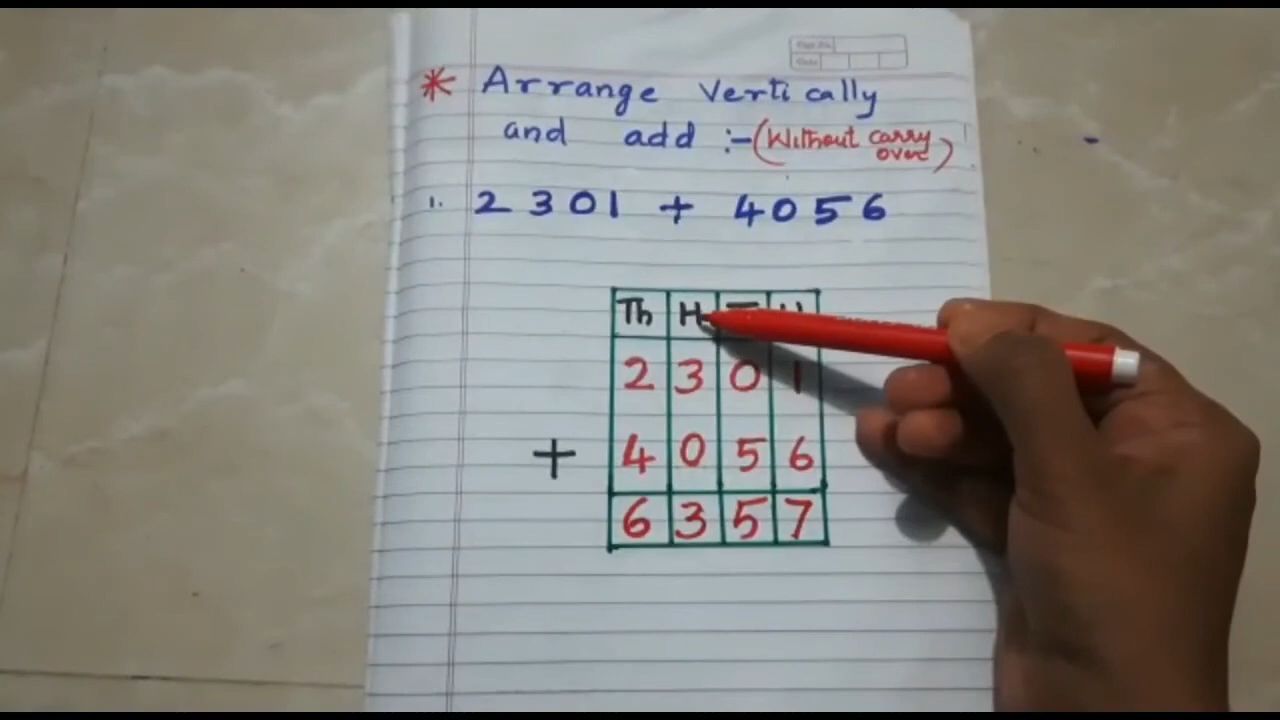 * Arrange Vertically
and add :- (Without carry over)
1. 2301 + 4056
Th H
2 3 0 1
+ 4 0 5 6
6 3 5 7